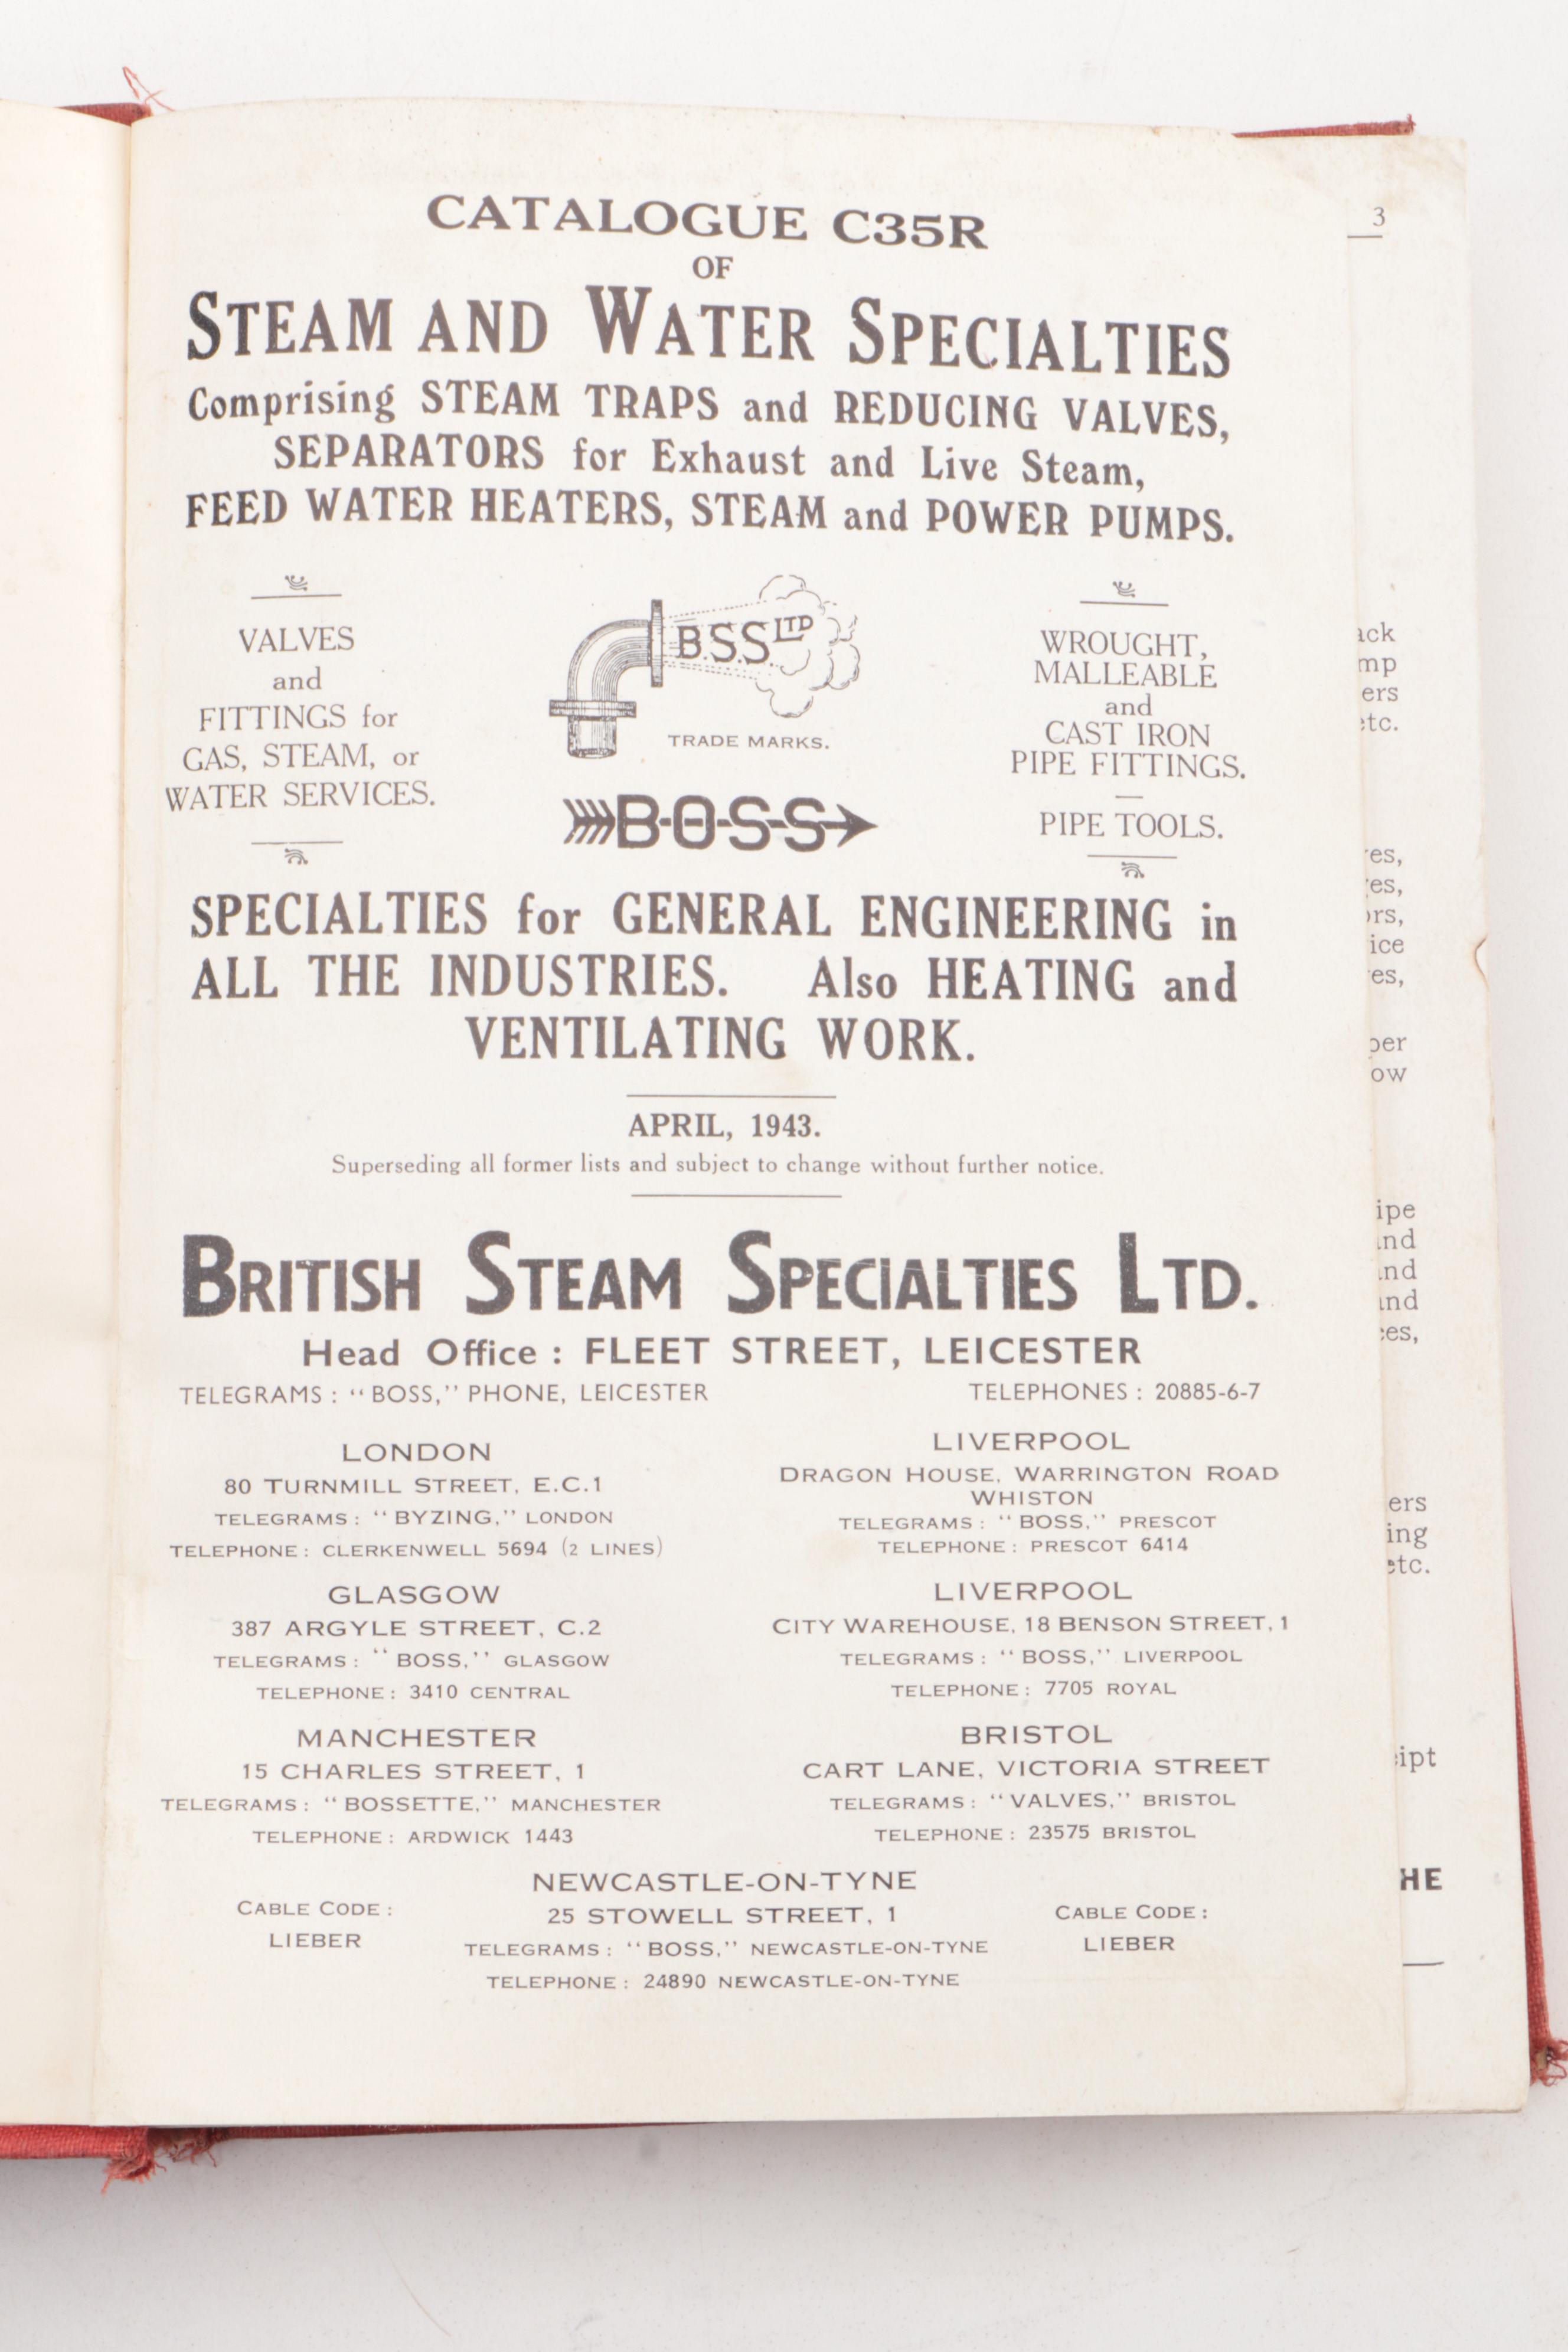 CATALOGUE C35R
OF
STEAM AND WATER SPECIALTIES
Comprising STEAM TRAPS and REDUCING VALVES,
SEPARATORS for Exhaust and Live Steam,
FEED WATER HEATERS, STEAM and POWER PUMPS.
VALVES
and
FITTINGS for
GAS, STEAM, or
WATER SERVICES.
B.S.S. LTD
TRADE MARKS.
B-O-S-S
WROUGHT,
MALLEABLE
and
CAST IRON
PIPE FITTINGS.
PIPE TOOLS.
SPECIALTIES for GENERAL ENGINEERING in
ALL THE INDUSTRIES. Also HEATING and
VENTILATING WORK.
APRIL, 1943.
Superseding all former lists and subject to change without further notice.
BRITISH STEAM SPECIALTIES LTD.
Head Office : FLEET STREET, LEICESTER
TELEGRAMS : "BOSS," PHONE, LEICESTER TELEPHONES : 20885-6-7
LONDON
80 TURNMILL STREET, E.C.1
TELEGRAMS : "BYZING," LONDON
TELEPHONE : CLERKENWELL 5694 (2 LINES)
LIVERPOOL
DRAGON HOUSE, WARRINGTON ROAD
WHISTON
TELEGRAMS : "BOSS," PRESCOT
TELEPHONE : PRESCOT 6414
GLASGOW
387 ARGYLE STREET, C.2
TELEGRAMS : "BOSS," GLASGOW
TELEPHONE : 3410 CENTRAL
LIVERPOOL
CITY WAREHOUSE, 18 BENSON STREET, 1
TELEGRAMS : "BOSS," LIVERPOOL
TELEPHONE : 7705 ROYAL
MANCHESTER
15 CHARLES STREET, 1
TELEGRAMS : "BOSSETTE," MANCHESTER
TELEPHONE : ARDWICK 1443
BRISTOL
CART LANE, VICTORIA STREET
TELEGRAMS : "VALVES," BRISTOL
TELEPHONE : 23575 BRISTOL
NEWCASTLE-ON-TYNE
25 STOWELL STREET, 1
TELEGRAMS : "BOSS," NEWCASTLE-ON-TYNE
TELEPHONE : 24890 NEWCASTLE-ON-TYNE
CABLE CODE :
LIEBER
CABLE CODE :
LIEBER
3
etc.